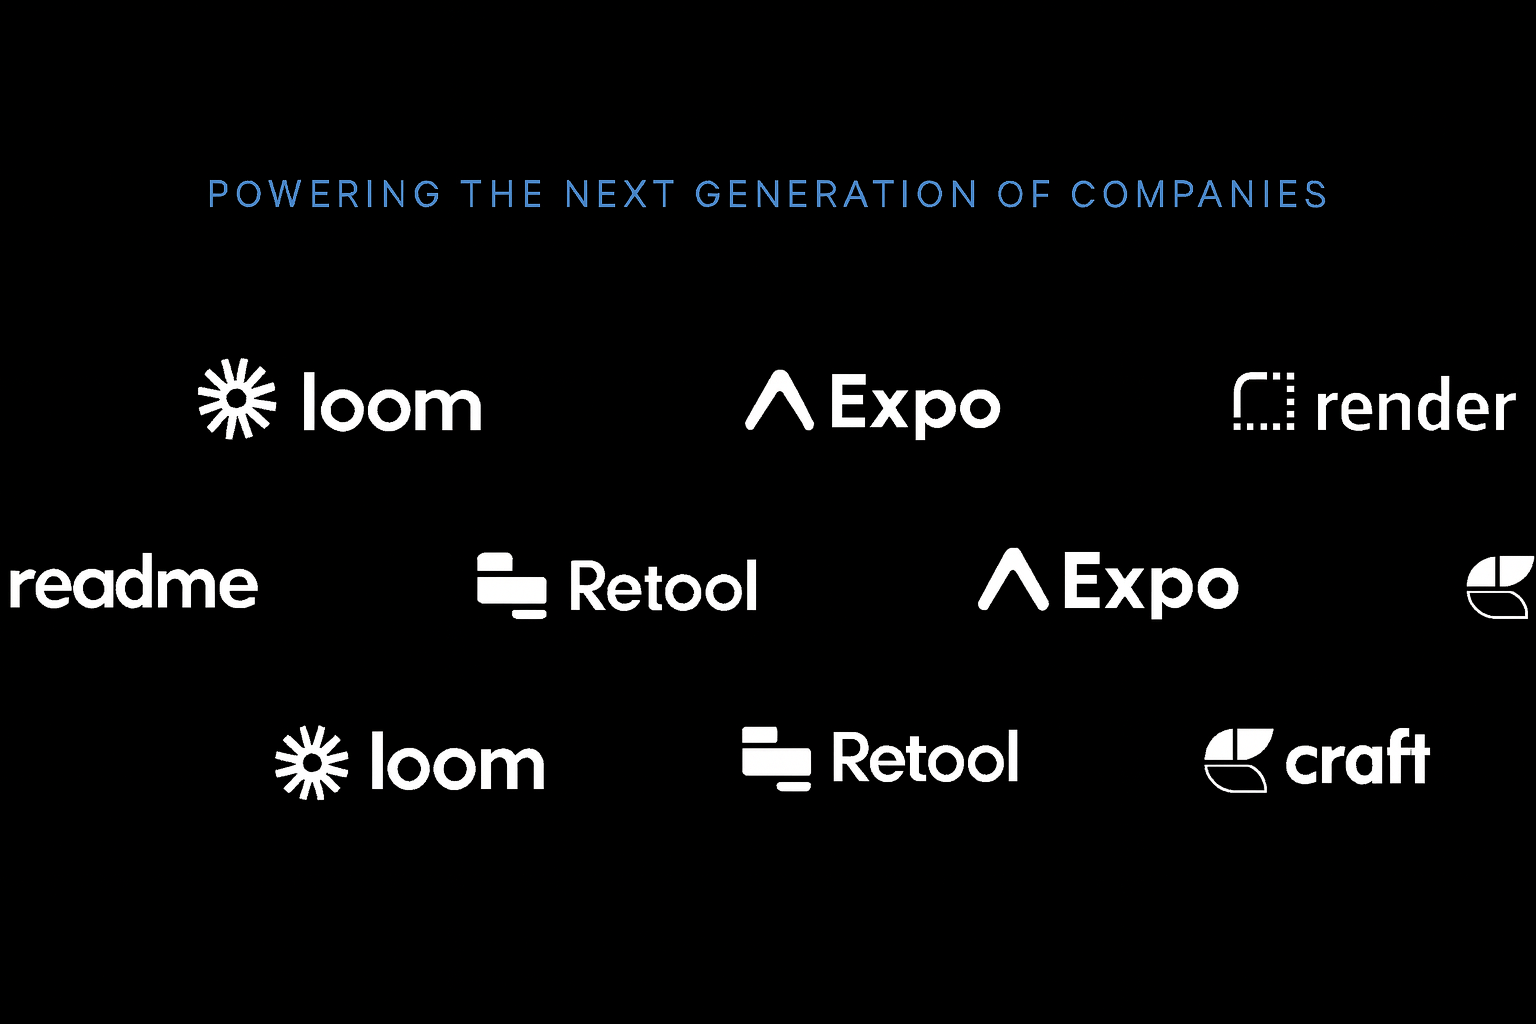 POWERING THE NEXT GENERATION OF COMPANIES
loom Expo render
readme Retool Expo
loom Retool craft